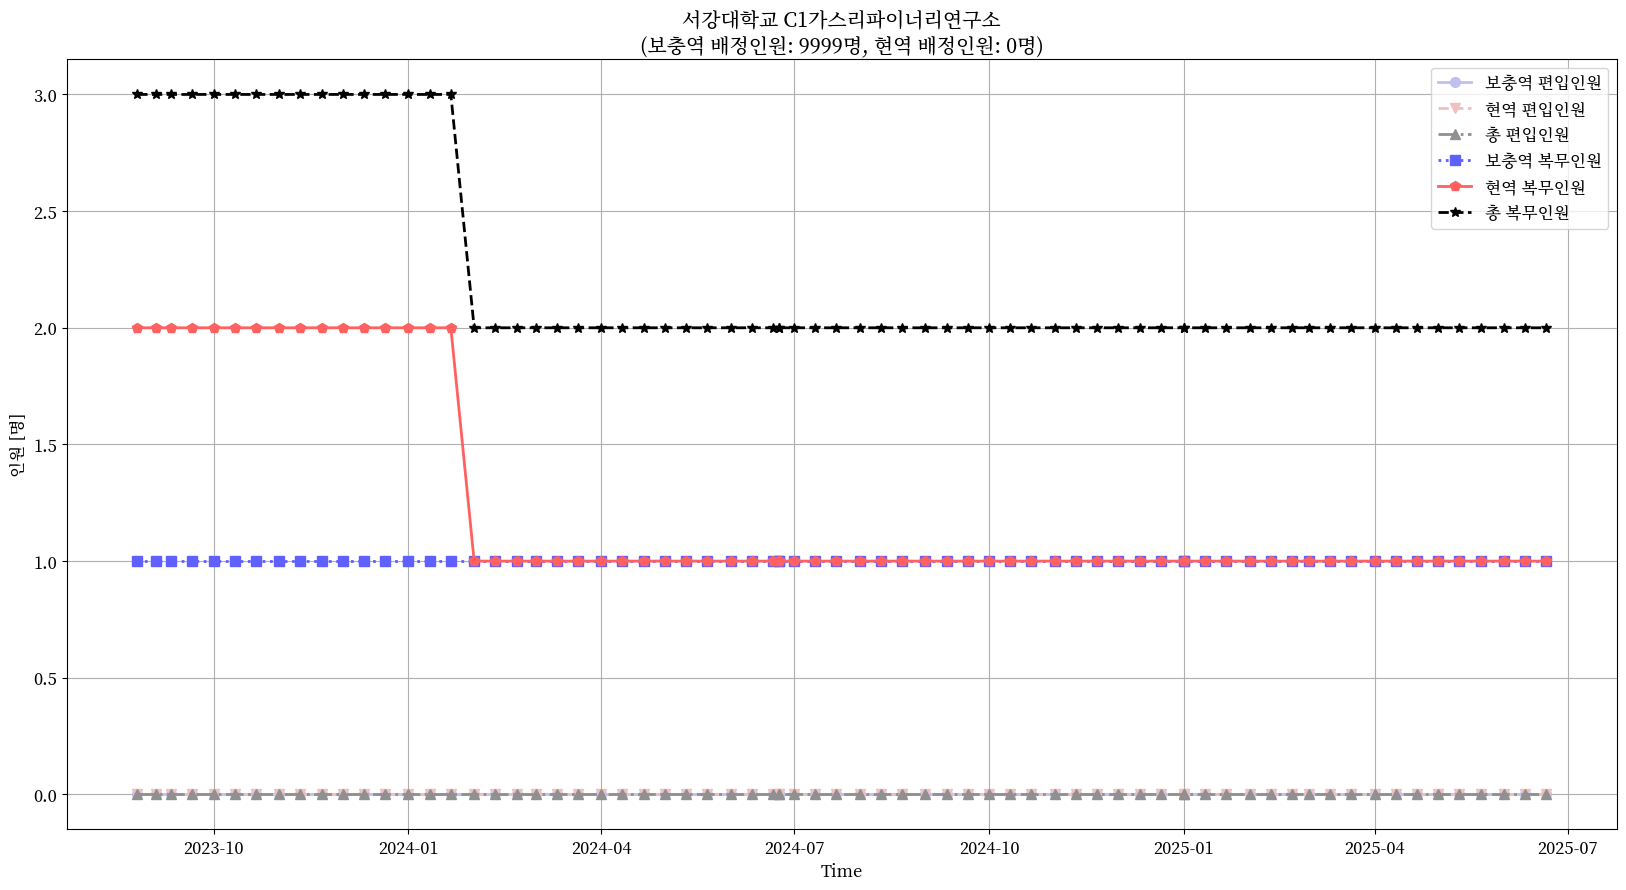 서강대학교 C1가스리파이너리연구소
(보충역 배정인원: 9999명, 현역 배정인원: 0명)
보충역 편입인원
현역 편입인원
총 편입인원
보충역 복무인원
현역 복무인원
총 복무인원
인원 [명]
3.0
2.5
2.0
1.5
1.0
0.5
0.0
2023-10
2024-01
2024-04
2024-07
2024-10
2025-01
2025-04
2025-07
Time